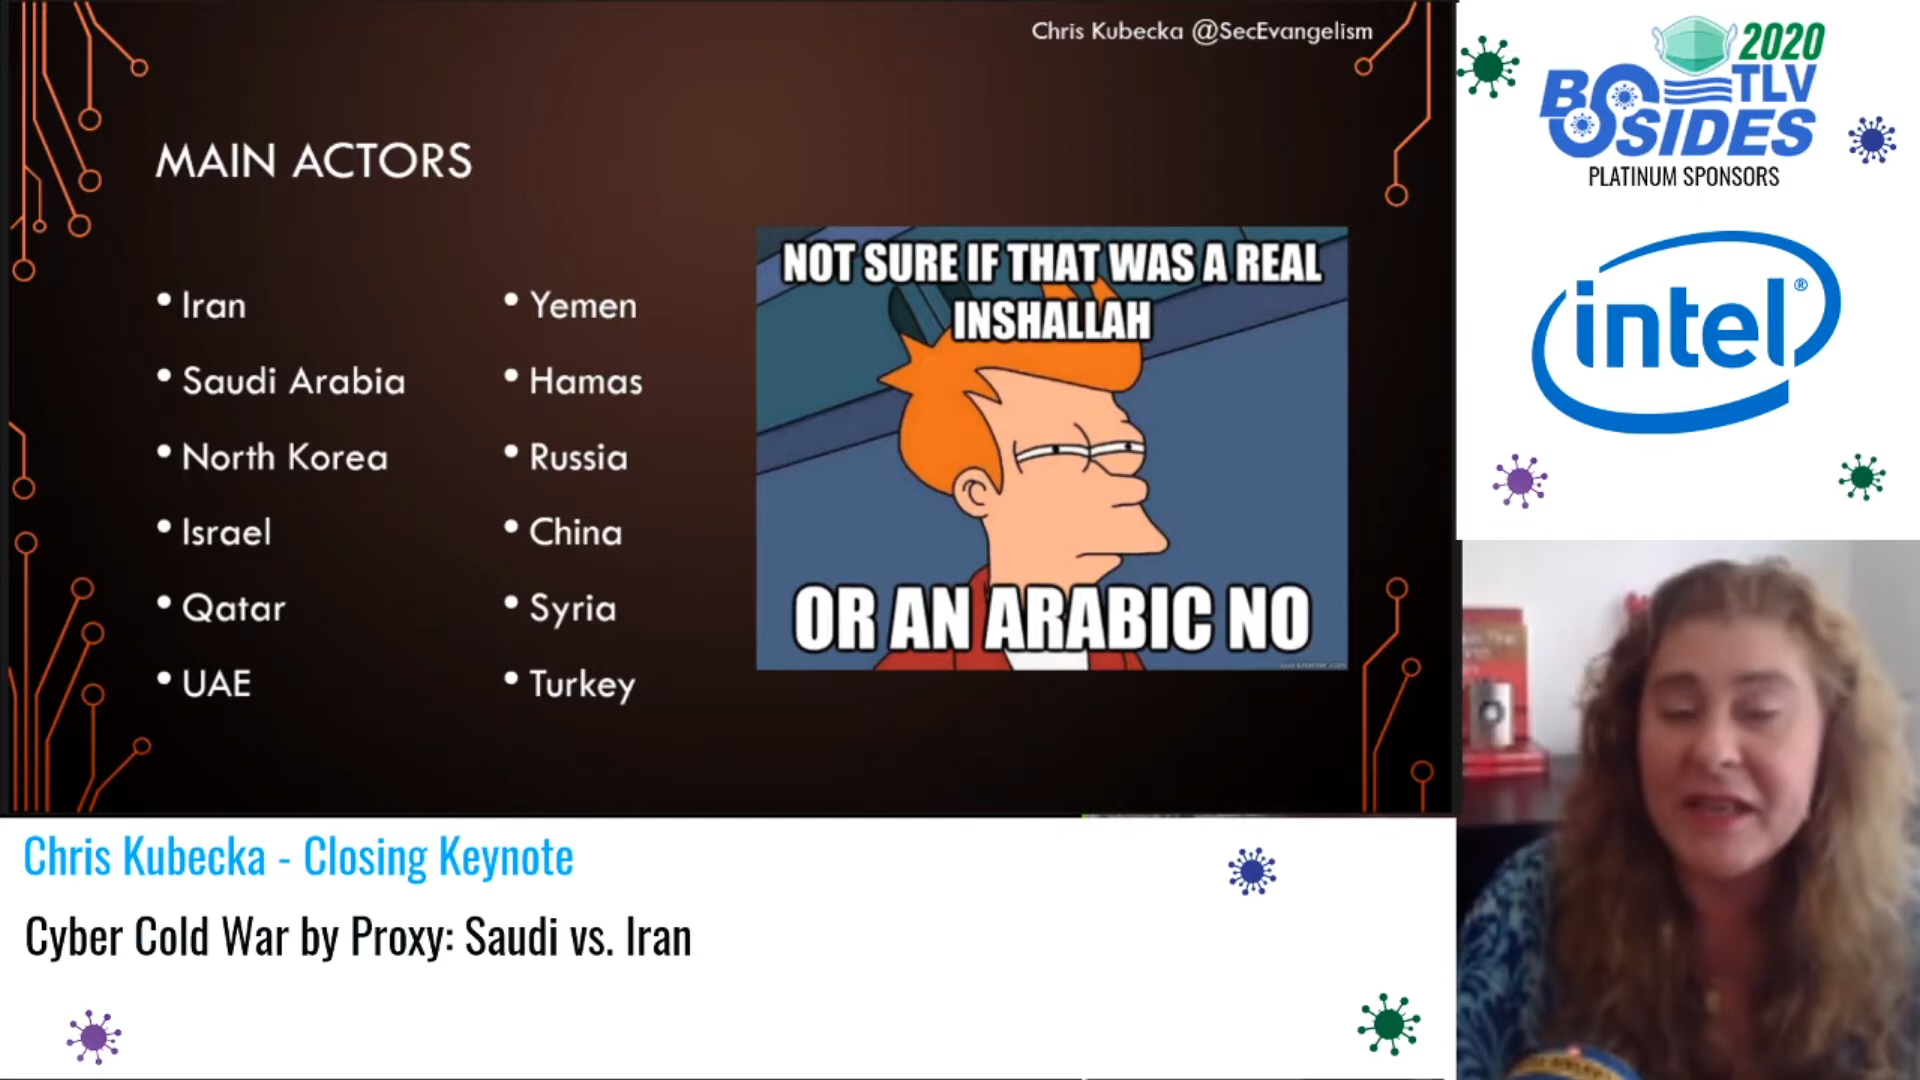 Chris Kubecka @SecEvangelism
MAIN ACTORS
• Iran
• Saudi Arabia
• North Korea
• Israel
• Qatar
• UAE
• Yemen
• Hamas
• Russia
• China
• Syria
• Turkey
NOT SURE IF THAT WAS A REAL
INSHALLAH
OR AN ARABIC NO
2020
BSIDES
TLV
PLATINUM SPONSORS
intel®
Chris Kubecka - Closing Keynote
Cyber Cold War by Proxy: Saudi vs. Iran